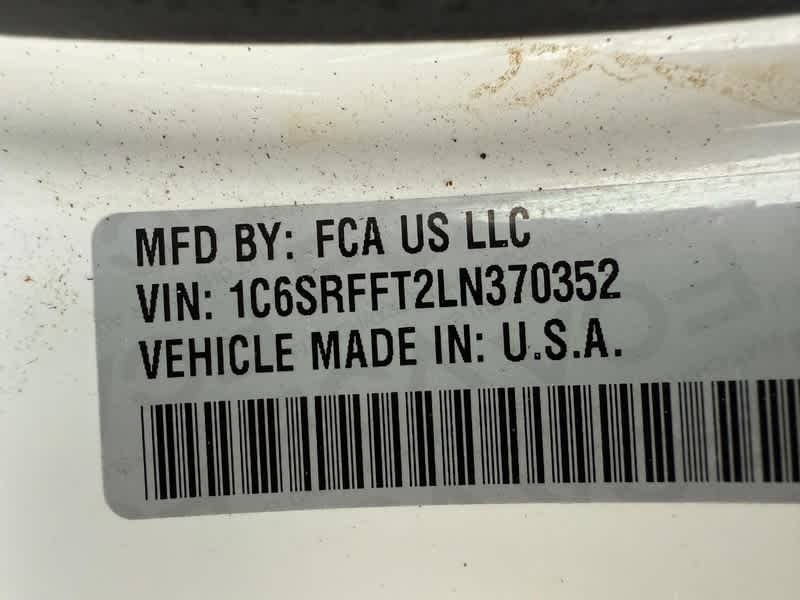 MFD BY: FCA US LLC
VIN: 1C6SRFFT2LN370352
VEHICLE MADE IN: U.S.A.